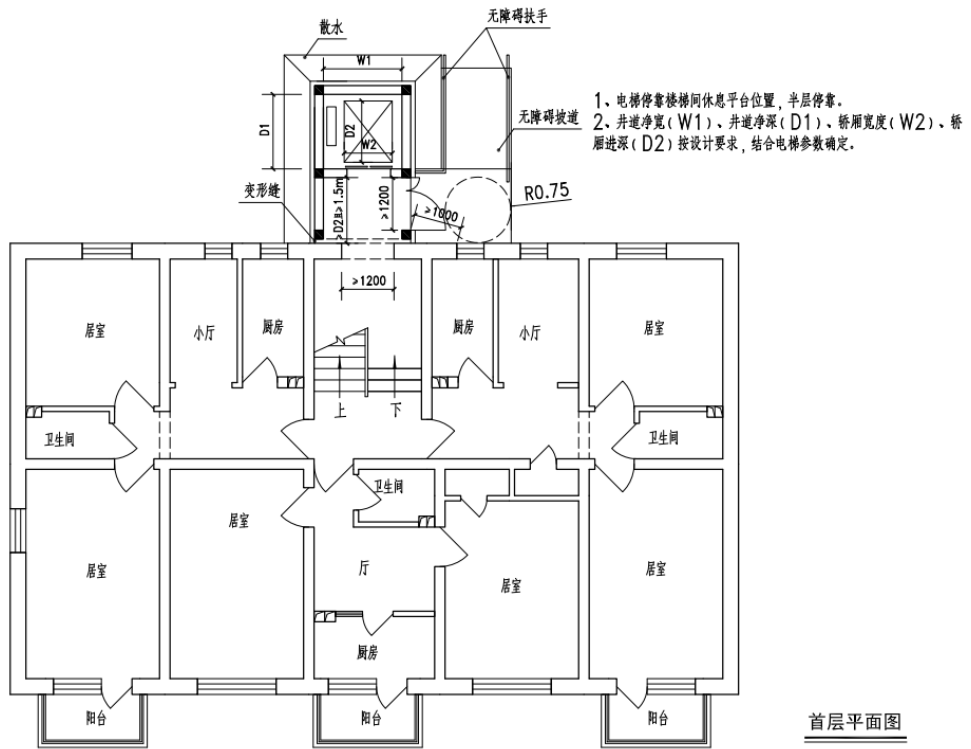 散水
无障碍扶手
W1
D1
D2
W2
1、电梯停靠楼梯间休息平台位置，半层停靠。
2、井道净宽(W1)、井道净深(D1)、轿厢宽度(W2)、轿
厢进深(D2)按设计要求，结合电梯参数确定。
无障碍坡道
变形缝
≥D2且≥1.5m
≥1200
≥1000
R0.75
≥1200
居室
小厅
厨房
厨房
小厅
居室
上
下
卫生间
卫生间
卫生间
居室
居室
厅
居室
居室
厨房
阳台
阳台
阳台
首层平面图